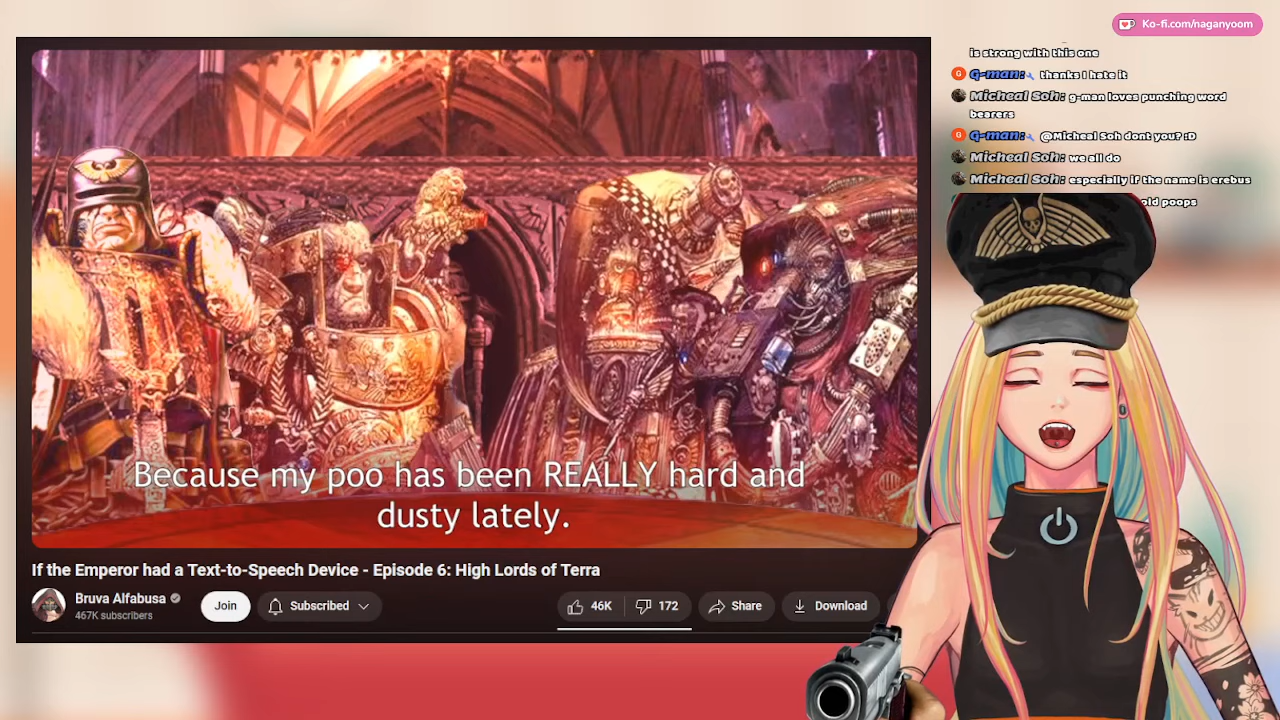 Ko-fi.com/naganyoom
is strong with this one
G G-man: thanks I hate it
Micheal Soh: g-man loves punching word
bearers
G G-man: @Micheal Soh dont you? :D
Micheal Soh: we all do
Micheal Soh: especially if the name is erebus
old poops
Because my poo has been REALLY hard and
dusty lately.
If the Emperor had a Text-to-Speech Device - Episode 6: High Lords of Terra
Bruva Alfabusa
467K subscribers
Join
Subscribed
46K
172
Share
Download